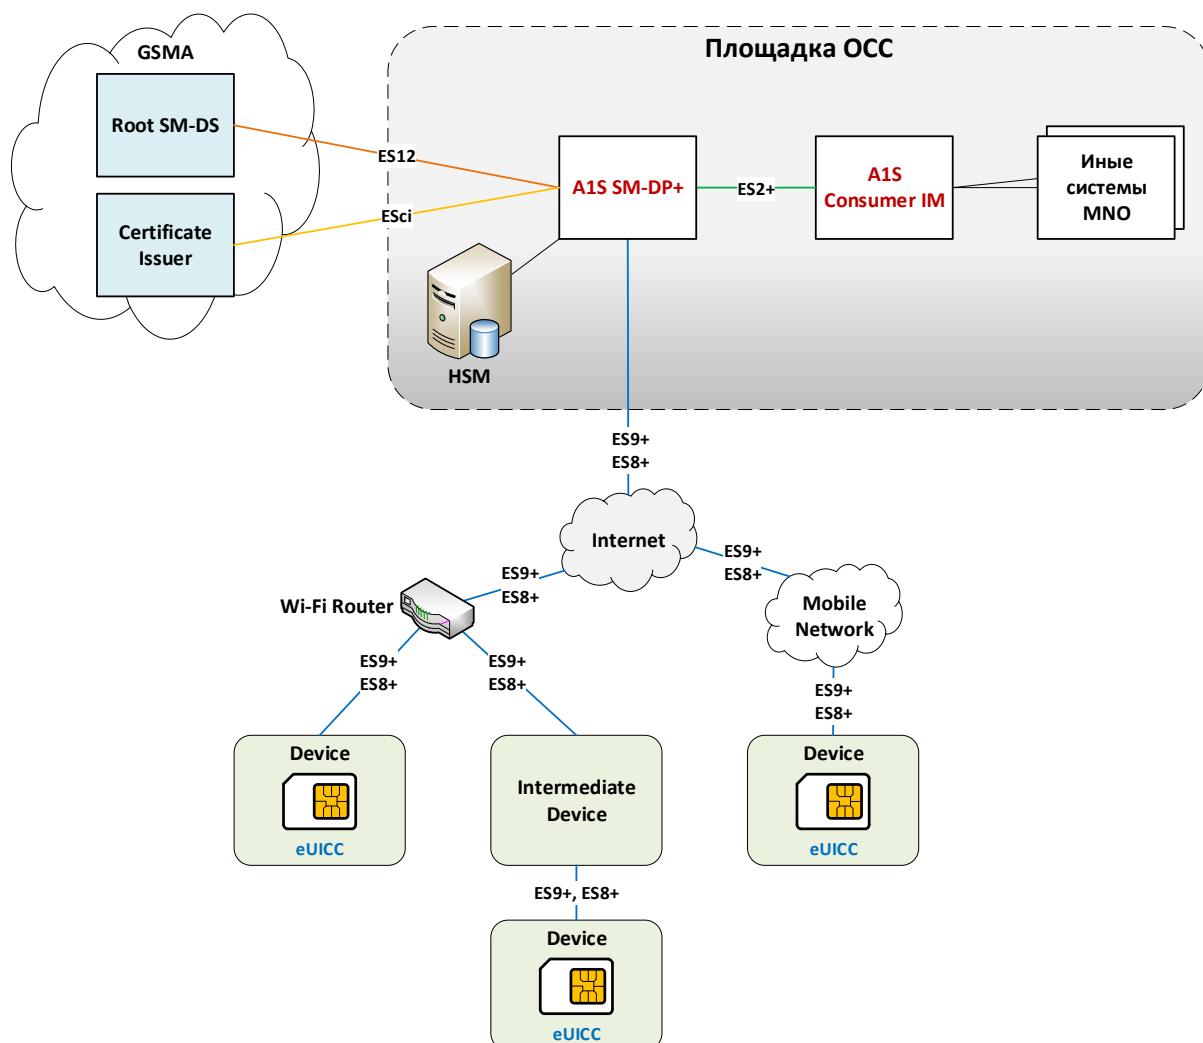 GSMA
Root SM-DS
Certificate
Issuer
Площадка ОСС
ES12
ESci
A1S SM-DP+
ES2+
A1S
Consumer IM
Иные
системы
MNO
HSM
ES9+
ES8+
Internet
ES9+
ES8+
ES9+
ES8+
Wi-Fi Router
Mobile
Network
ES9+
ES8+
ES9+
ES8+
ES9+
ES8+
Device
eUICC
Intermediate
Device
Device
eUICC
ES9+, ES8+
Device
eUICC